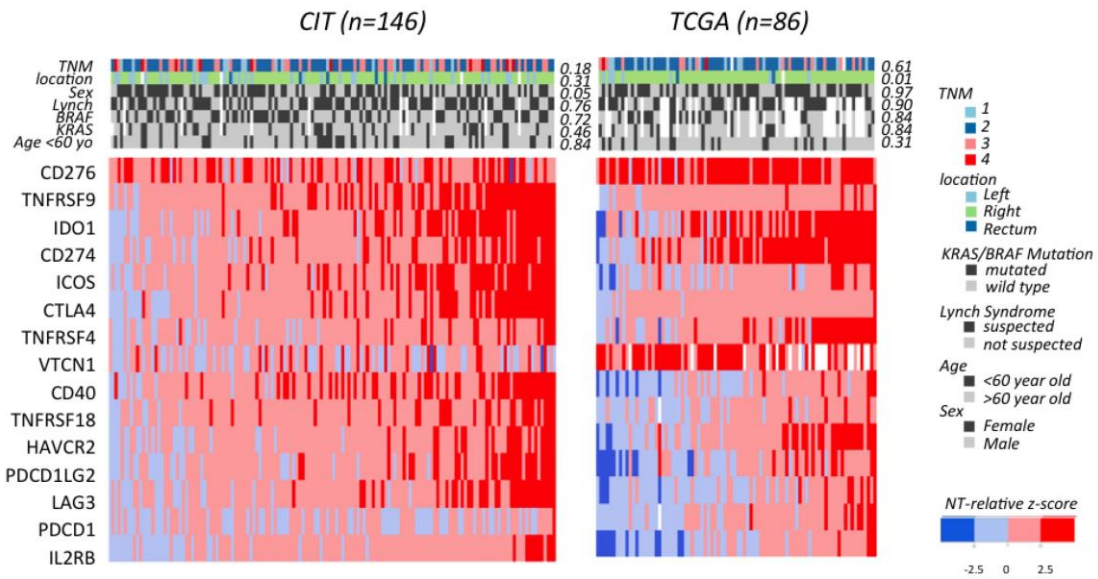 CIT (n=146)
TCGA (n=86)
TNM
location
Sex
Lynch
BRAF
KRAS
Age <60 yo
0.18
0.31
0.05
0.76
0.72
0.46
0.84
0.61
0.01
0.97
0.90
0.84
0.84
0.31
CD276
TNFRSF9
IDO1
CD274
ICOS
CTLA4
TNFRSF4
VTCN1
CD40
TNFRSF18
HAVCR2
PDCD1LG2
LAG3
PDCD1
IL2RB
TNM
1
2
3
4
location
Left
Right
Rectum
KRAS/BRAF Mutation
mutated
wild type
Lynch Syndrome
suspected
not suspected
Age
<60 year old
>60 year old
Sex
Female
Male
NT-relative z-score
-2.5 0 2.5